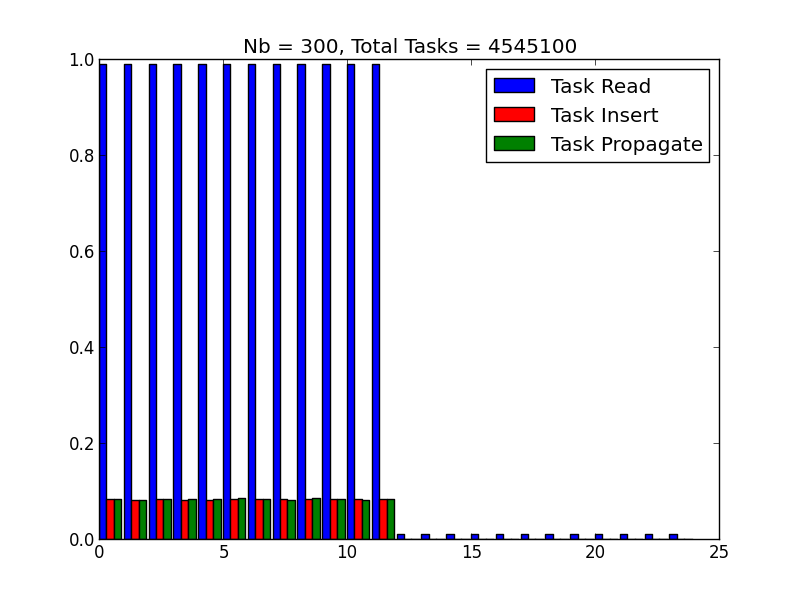 Nb = 300, Total Tasks = 4545100
1.0
0.8
0.6
0.4
0.2
0.0
Task Read
Task Insert
Task Propagate
0 5 10 15 20 25